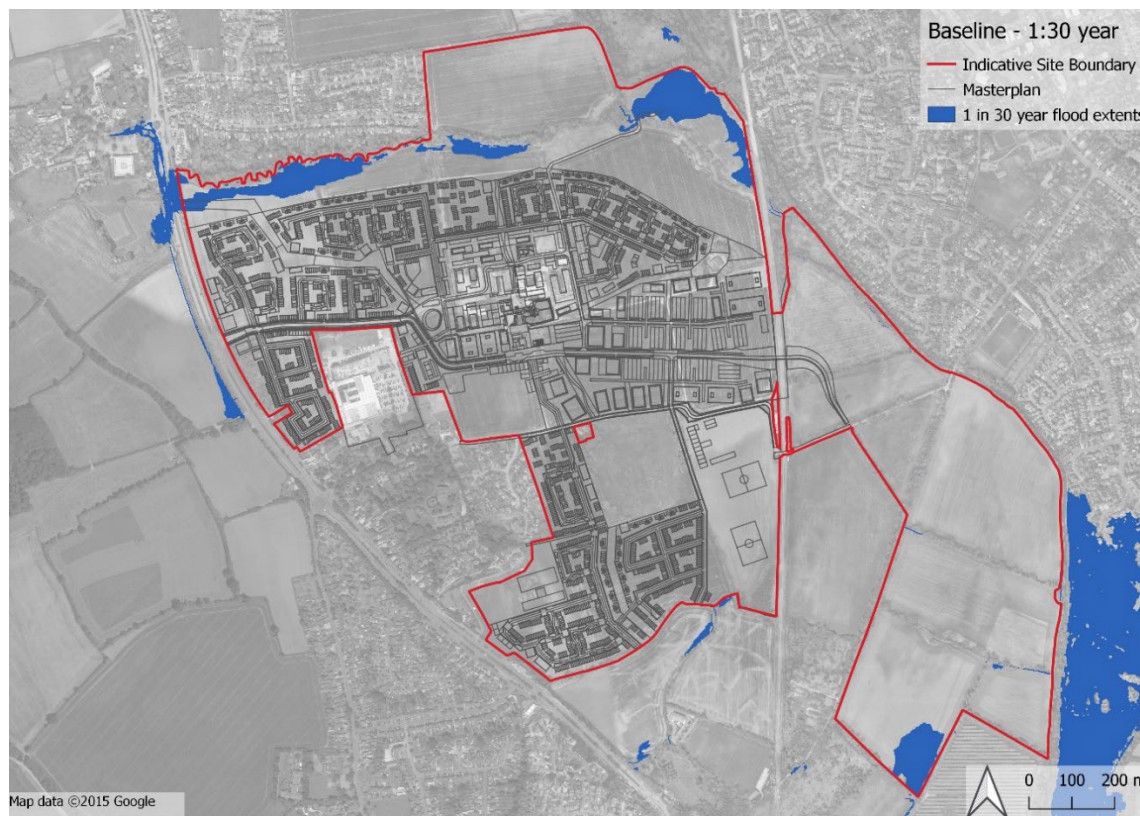 Baseline - 1:30 year
Indicative Site Boundary
Masterplan
1 in 30 year flood extents
Map data ©2015 Google
0 100 200 m